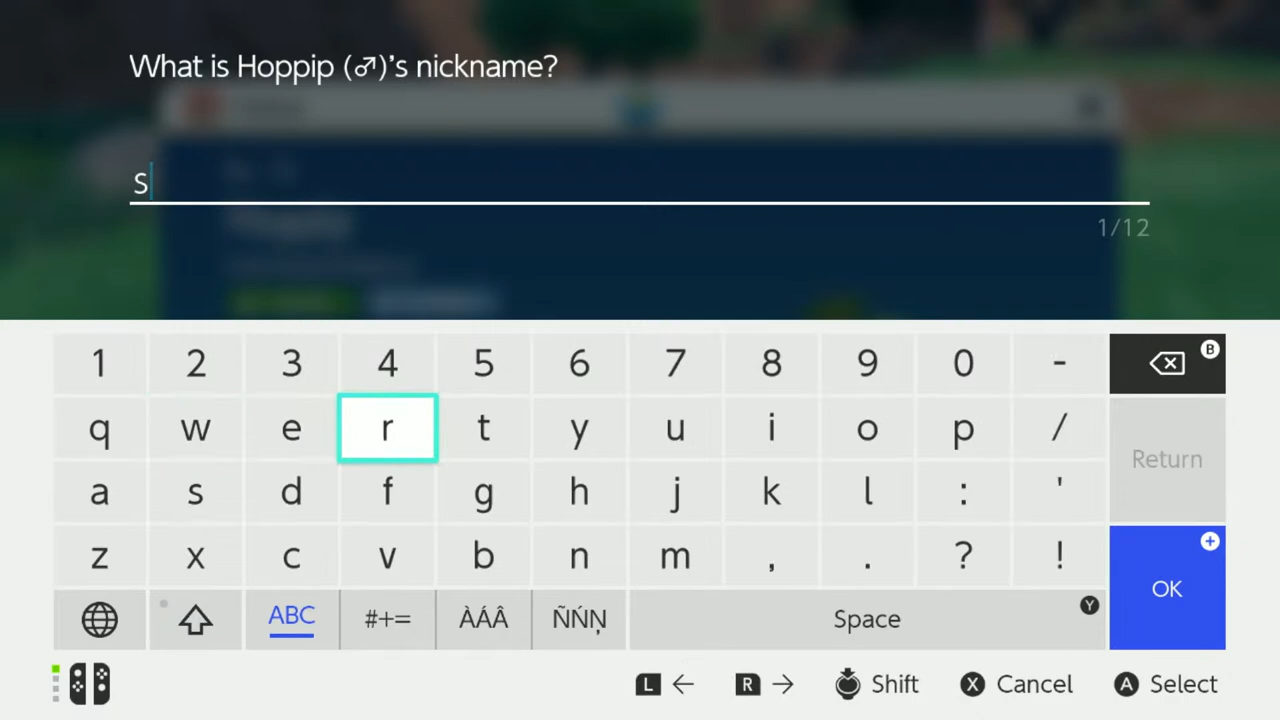 What is Hoppip (♂)'s nickname?
S
1/12
1 2 3 4 5 6 7 8 9 0 -
B
q w e r t y u i o p /
Return
a s d f g h j k l : '
z x c v b n m , . ? !
+
OK
ABC #+= ÀÁÂ ÑŃŅ Space Y
L ← R → Shift X Cancel A Select